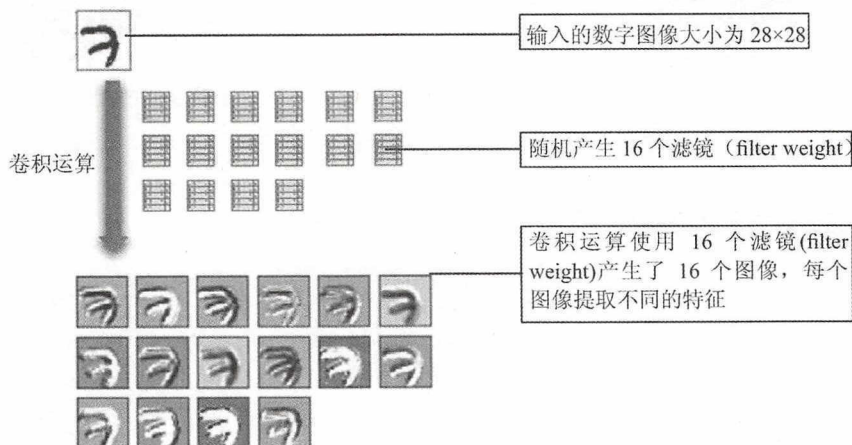 输入的数字图像大小为 28×28
随机产生 16 个滤镜（filter weight）
卷积运算
卷积运算使用 16 个滤镜(filter
weight)产生了 16 个图像，每个
图像提取不同的特征